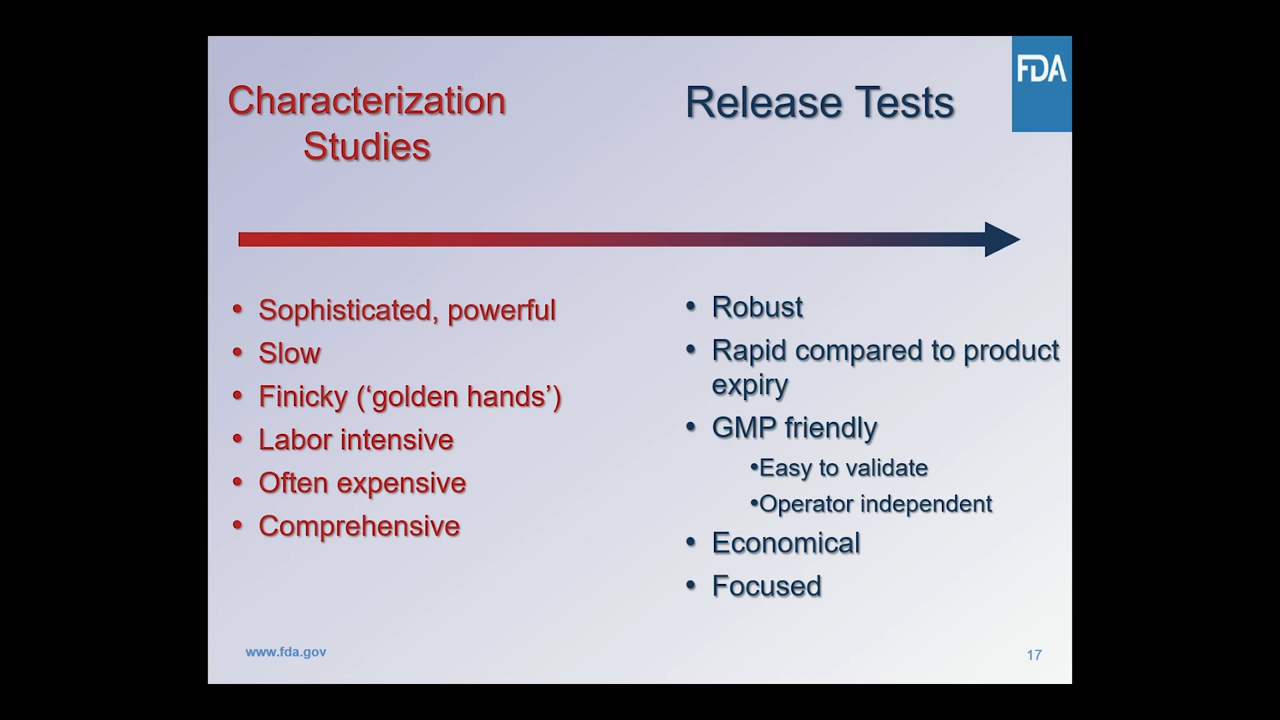 Characterization
Studies
Release Tests
FDA
• Sophisticated, powerful
• Slow
• Finicky (‘golden hands’)
• Labor intensive
• Often expensive
• Comprehensive
• Robust
• Rapid compared to product
expiry
• GMP friendly
•Easy to validate
•Operator independent
• Economical
• Focused
www.fda.gov
17